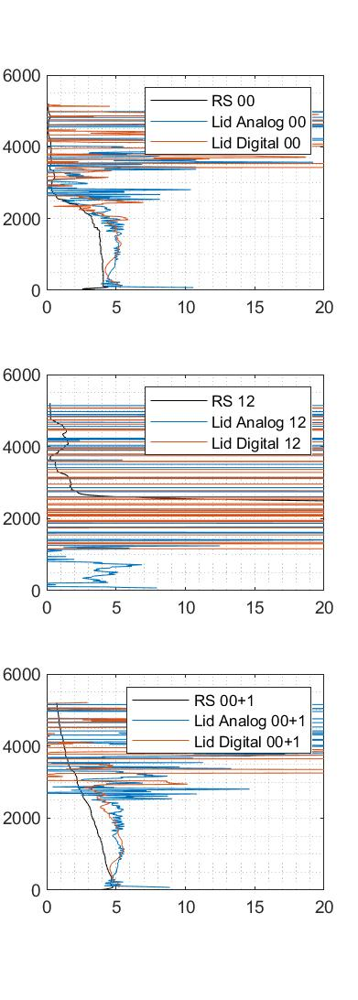 6000
RS 00
Lid Analog 00
4000
Lid Digital 00
2000
0
0 5 10 15 20
6000
RS 12
Lid Analog 12
4000
Lid Digital 12
2000
0
0 5 10 15 20
6000
RS 00+1
Lid Analog 00+1
4000
Lid Digital 00+1
2000
0
0 5 10 15 20